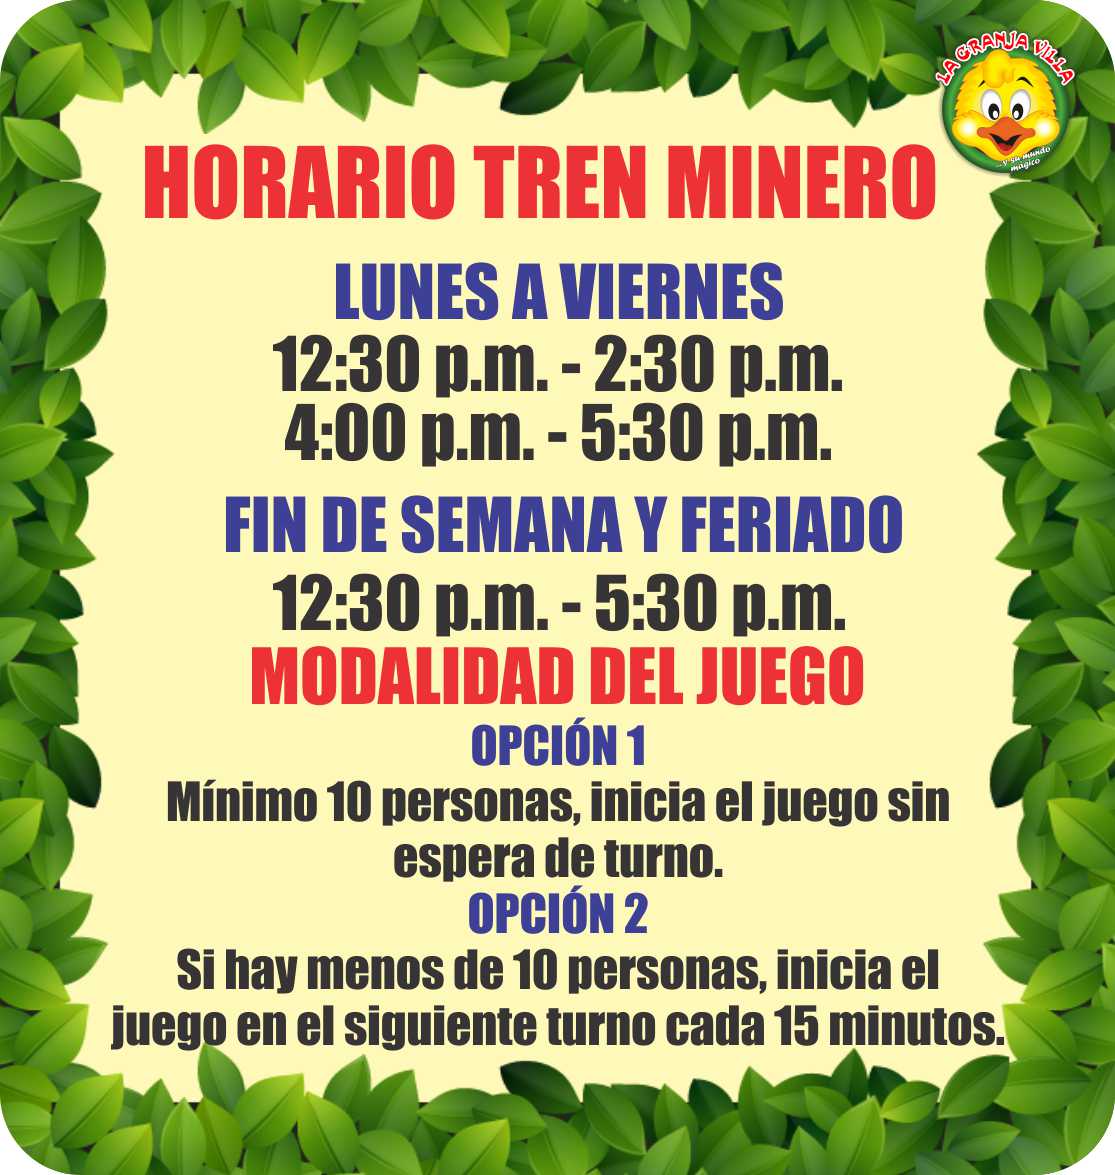 LA GRANJA VILLA
...y su mundo
magico
HORARIO TREN MINERO
LUNES A VIERNES
12:30 p.m. - 2:30 p.m.
4:00 p.m. - 5:30 p.m.
FIN DE SEMANA Y FERIADO
12:30 p.m. - 5:30 p.m.
MODALIDAD DEL JUEGO
OPCIÓN 1
Mínimo 10 personas, inicia el juego sin
espera de turno.
OPCIÓN 2
Si hay menos de 10 personas, inicia el
juego en el siguiente turno cada 15 minutos.